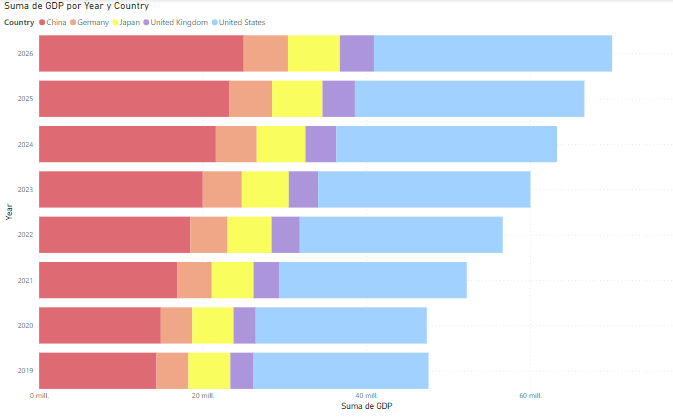 Suma de GDP por Year y Country
Country China Germany Japan United Kingdom United States
2026
2025
2024
2023
2022
2021
2020
2019
Year
0 mill. 20 mill. 40 mill. 60 mill.
Suma de GDP